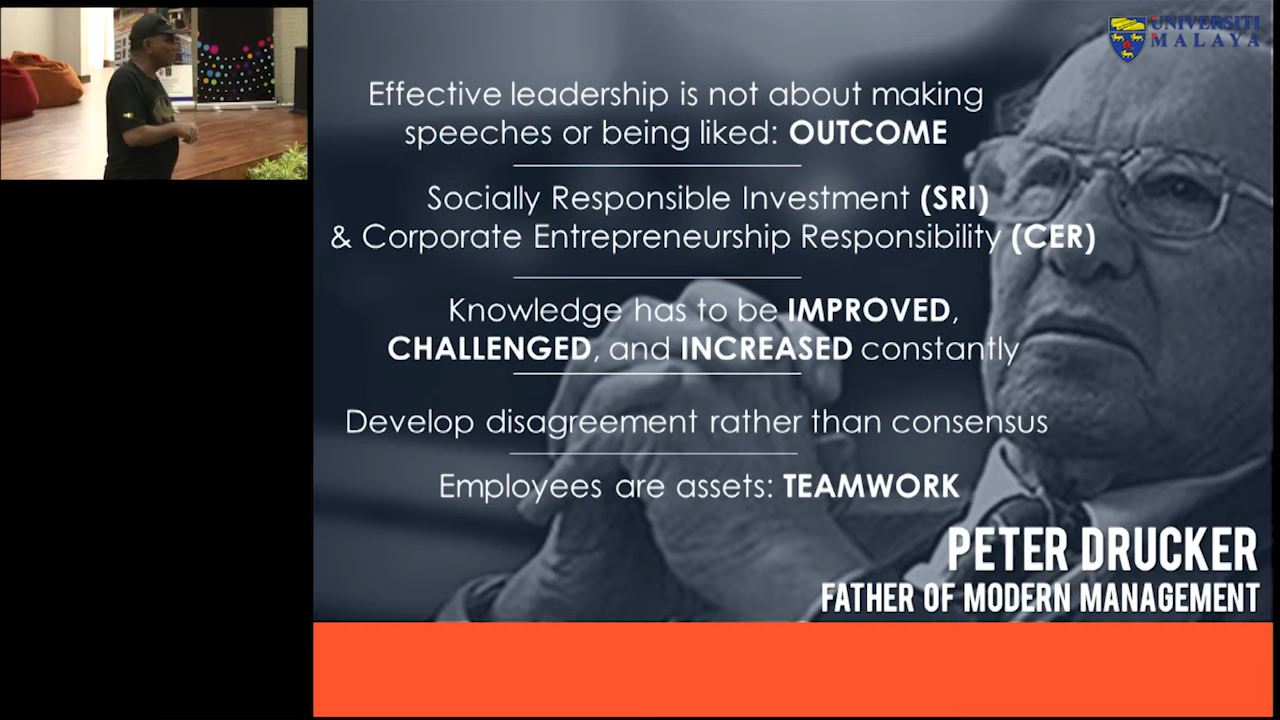 UNIVERSITI
MALAYA
Effective leadership is not about making
speeches or being liked: OUTCOME
Socially Responsible Investment (SRI)
& Corporate Entrepreneurship Responsibility (CER)
Knowledge has to be IMPROVED,
CHALLENGED, and INCREASED constantly
Develop disagreement rather than consensus
Employees are assets: TEAMWORK
PETER DRUCKER
FATHER OF MODERN MANAGEMENT